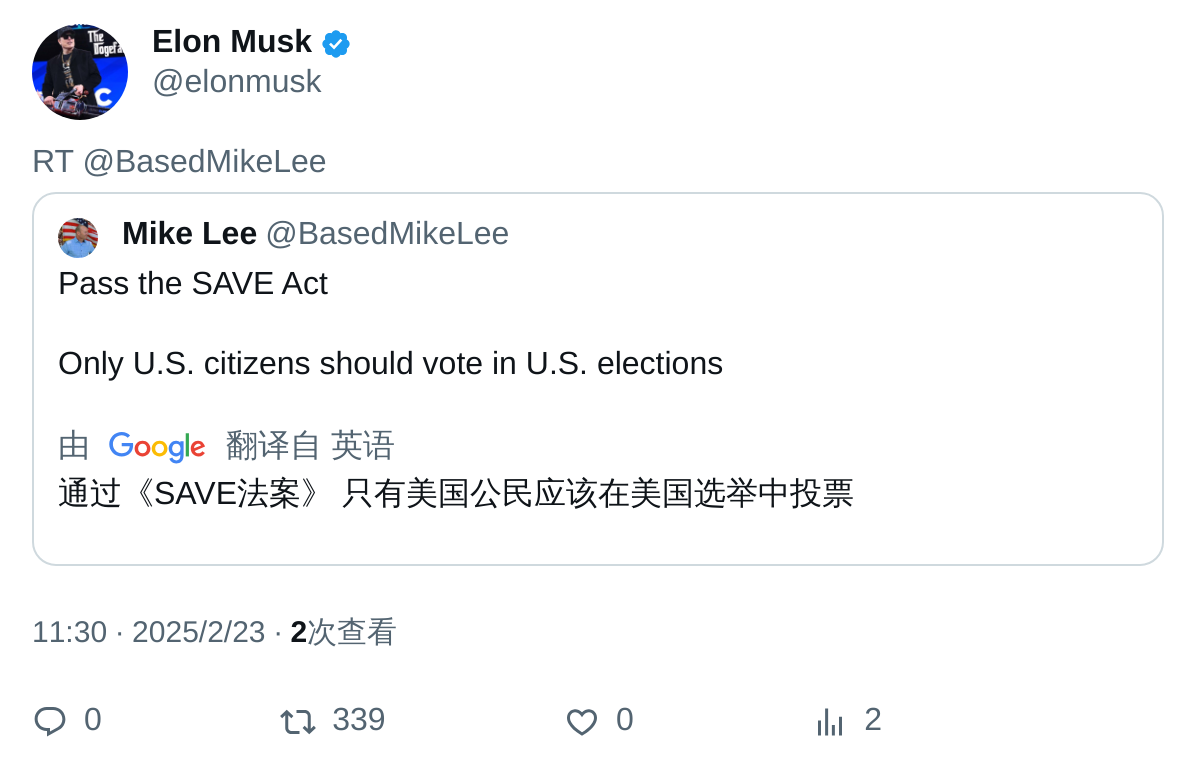 The
Dogefa
C
Elon Musk
@elonmusk
RT @BasedMikeLee
Mike Lee @BasedMikeLee
Pass the SAVE Act
Only U.S. citizens should vote in U.S. elections
由 Google 翻译自 英语
通过《SAVE法案》 只有美国公民应该在美国选举中投票
11:30 · 2025/2/23 · 2次查看
0 339 0 2